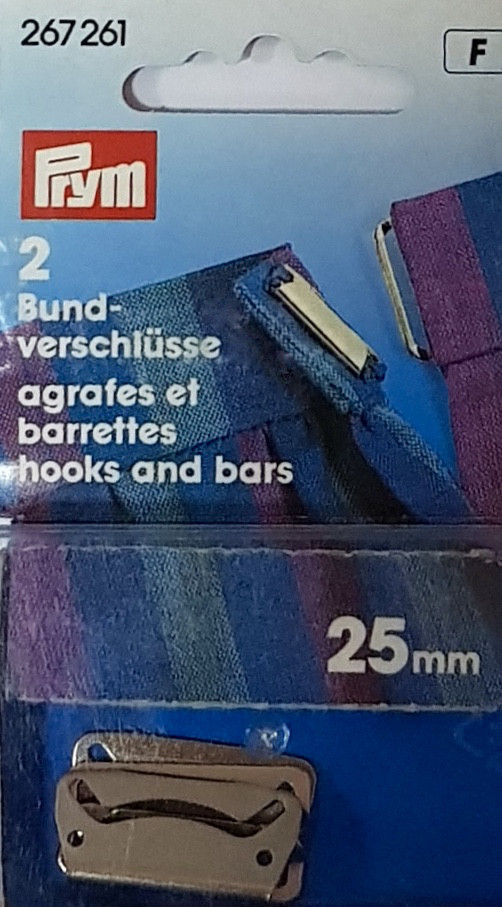 267 261
F
Prym
2
Bund-
verschlüsse
agrafes et
barrettes
hooks and bars
25mm